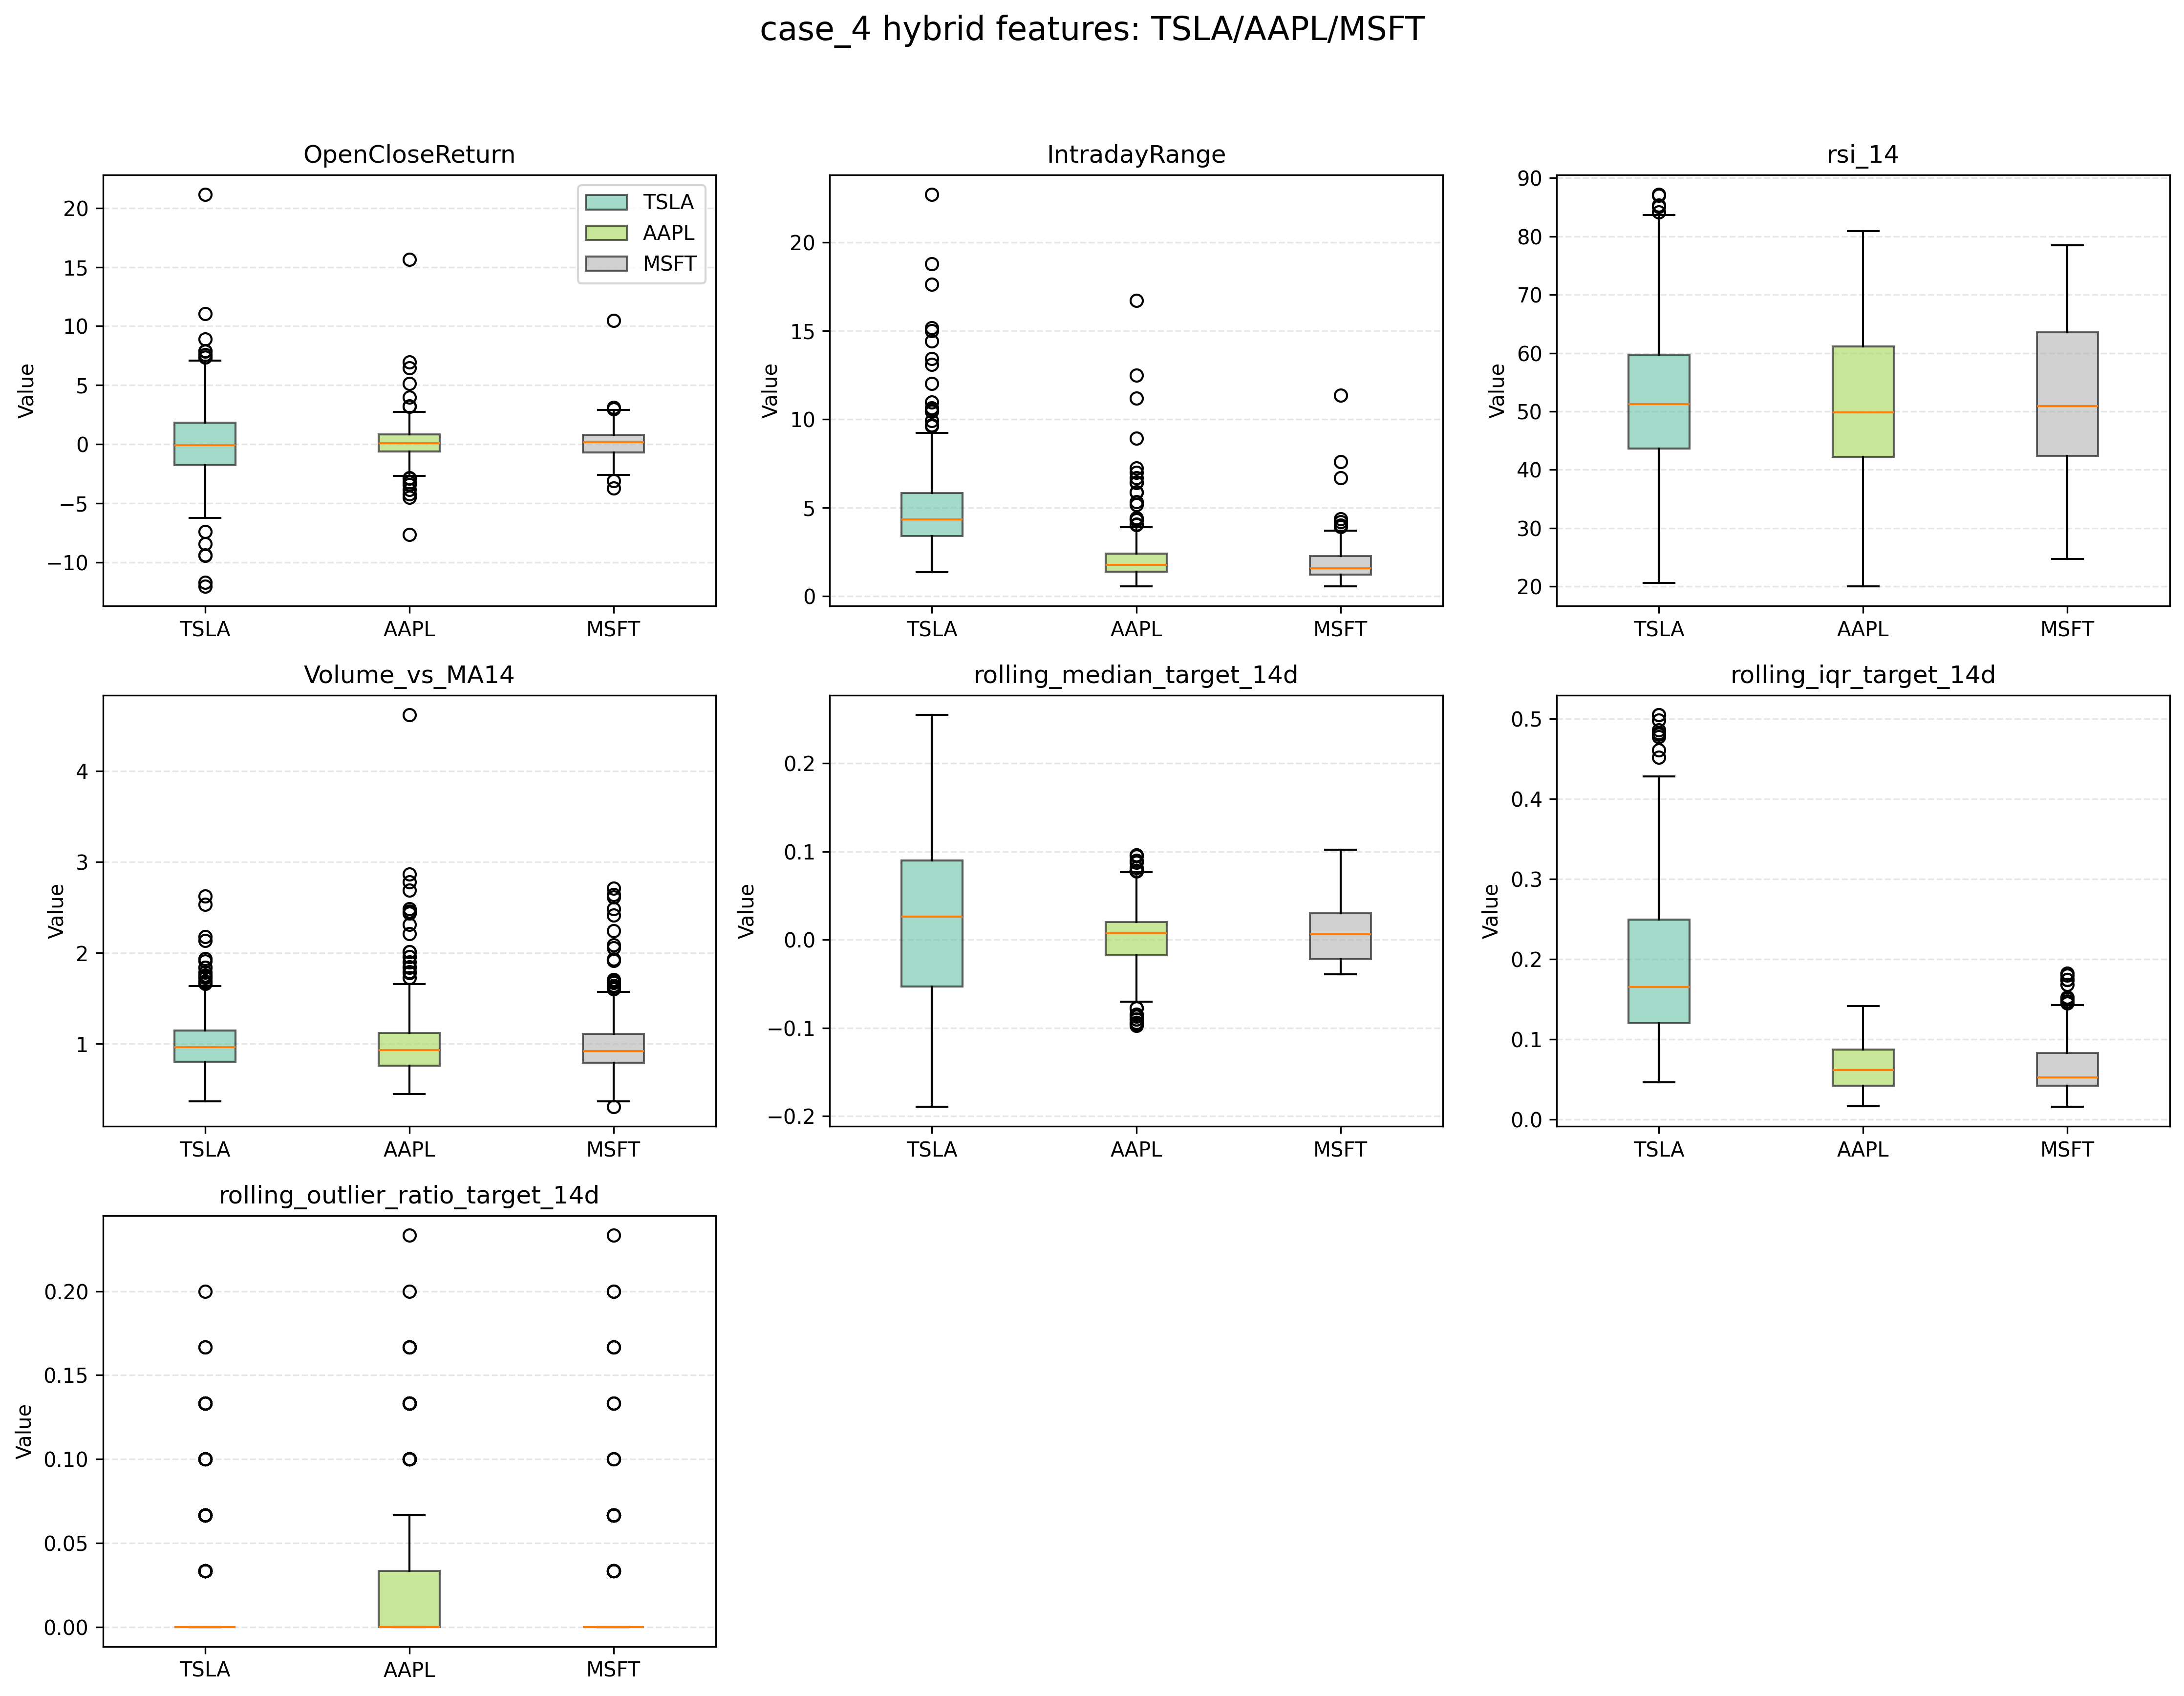 case_4 hybrid features: TSLA/AAPL/MSFT
OpenCloseReturn
Value
20
15
10
5
0
−5
−10
TSLA
AAPL
MSFT
TSLA AAPL MSFT
IntradayRange
Value
20
15
10
5
0
TSLA AAPL MSFT
rsi_14
Value
90
80
70
60
50
40
30
20
TSLA AAPL MSFT
Volume_vs_MA14
Value
4
3
2
1
TSLA AAPL MSFT
rolling_median_target_14d
Value
0.2
0.1
0.0
−0.1
−0.2
TSLA AAPL MSFT
rolling_iqr_target_14d
Value
0.5
0.4
0.3
0.2
0.1
0.0
TSLA AAPL MSFT
rolling_outlier_ratio_target_14d
Value
0.20
0.15
0.10
0.05
0.00
TSLA AAPL MSFT